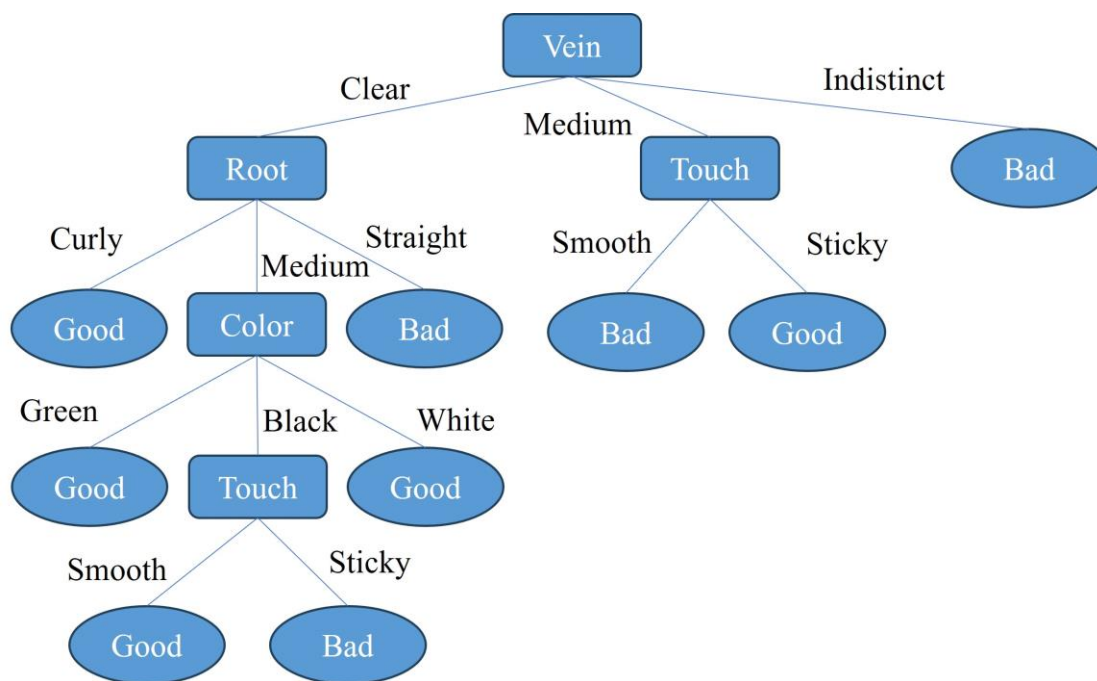 Vein
Clear
Medium
Indistinct
Root
Touch
Bad
Curly
Medium
Straight
Smooth
Sticky
Good
Color
Bad
Bad
Good
Green
Black
White
Good
Touch
Good
Smooth
Sticky
Good
Bad